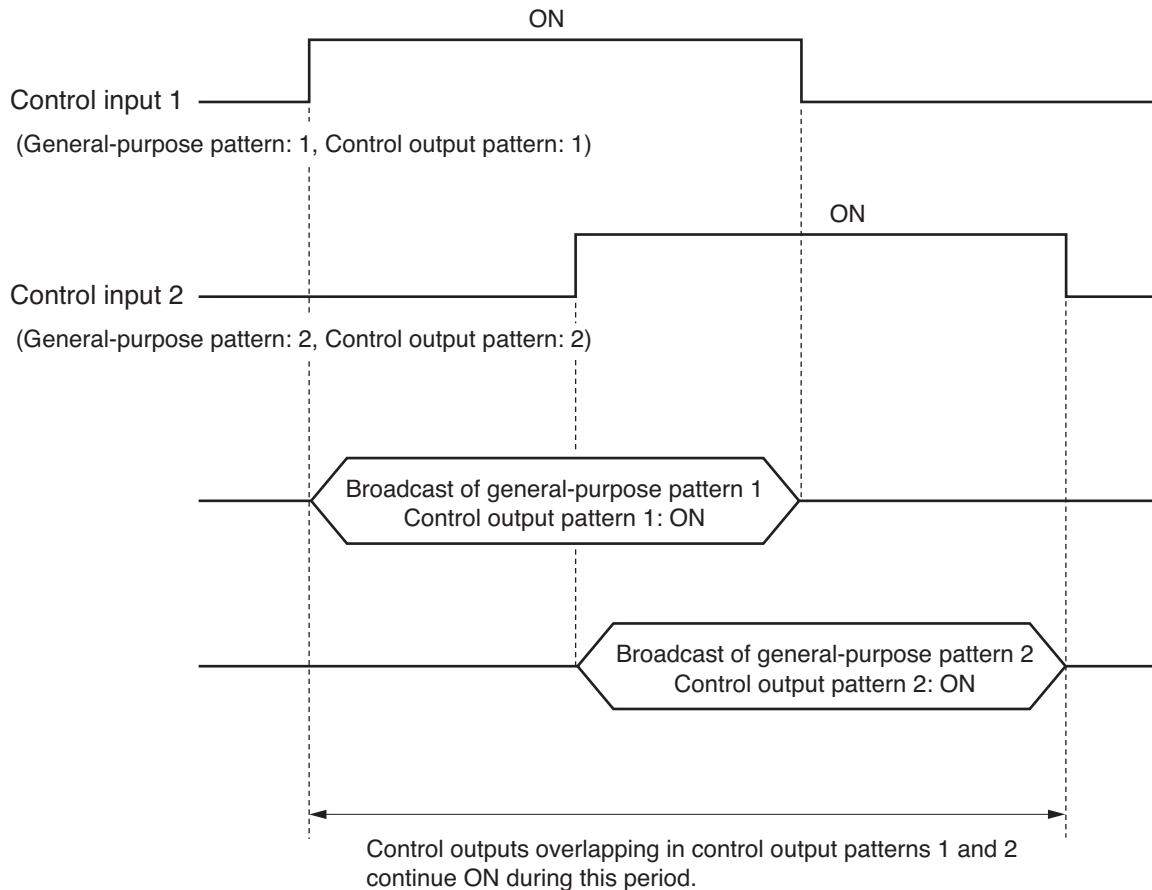 ON
Control input 1
(General-purpose pattern: 1, Control output pattern: 1)
ON
Control input 2
(General-purpose pattern: 2, Control output pattern: 2)
Broadcast of general-purpose pattern 1
Control output pattern 1: ON
Broadcast of general-purpose pattern 2
Control output pattern 2: ON
Control outputs overlapping in control output patterns 1 and 2
continue ON during this period.